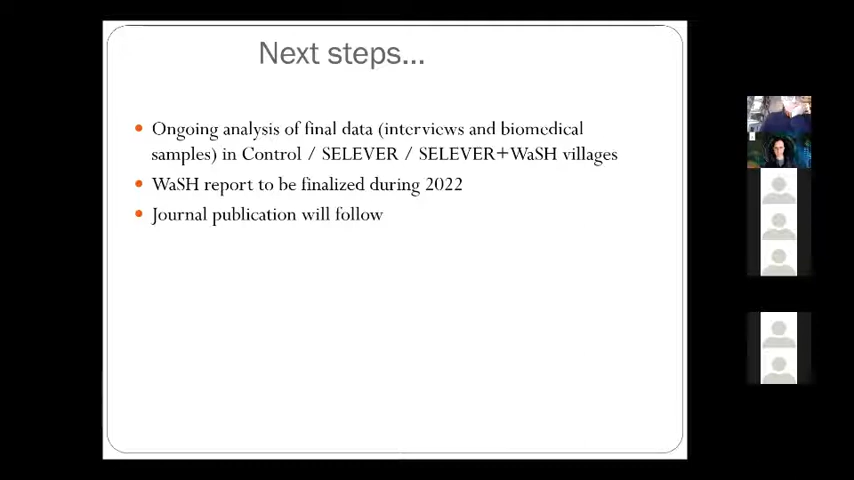 Next steps...
• Ongoing analysis of final data (interviews and biomedical
samples) in Control / SELEVER / SELEVER+WaSH villages
• WaSH report to be finalized during 2022
• Journal publication will follow